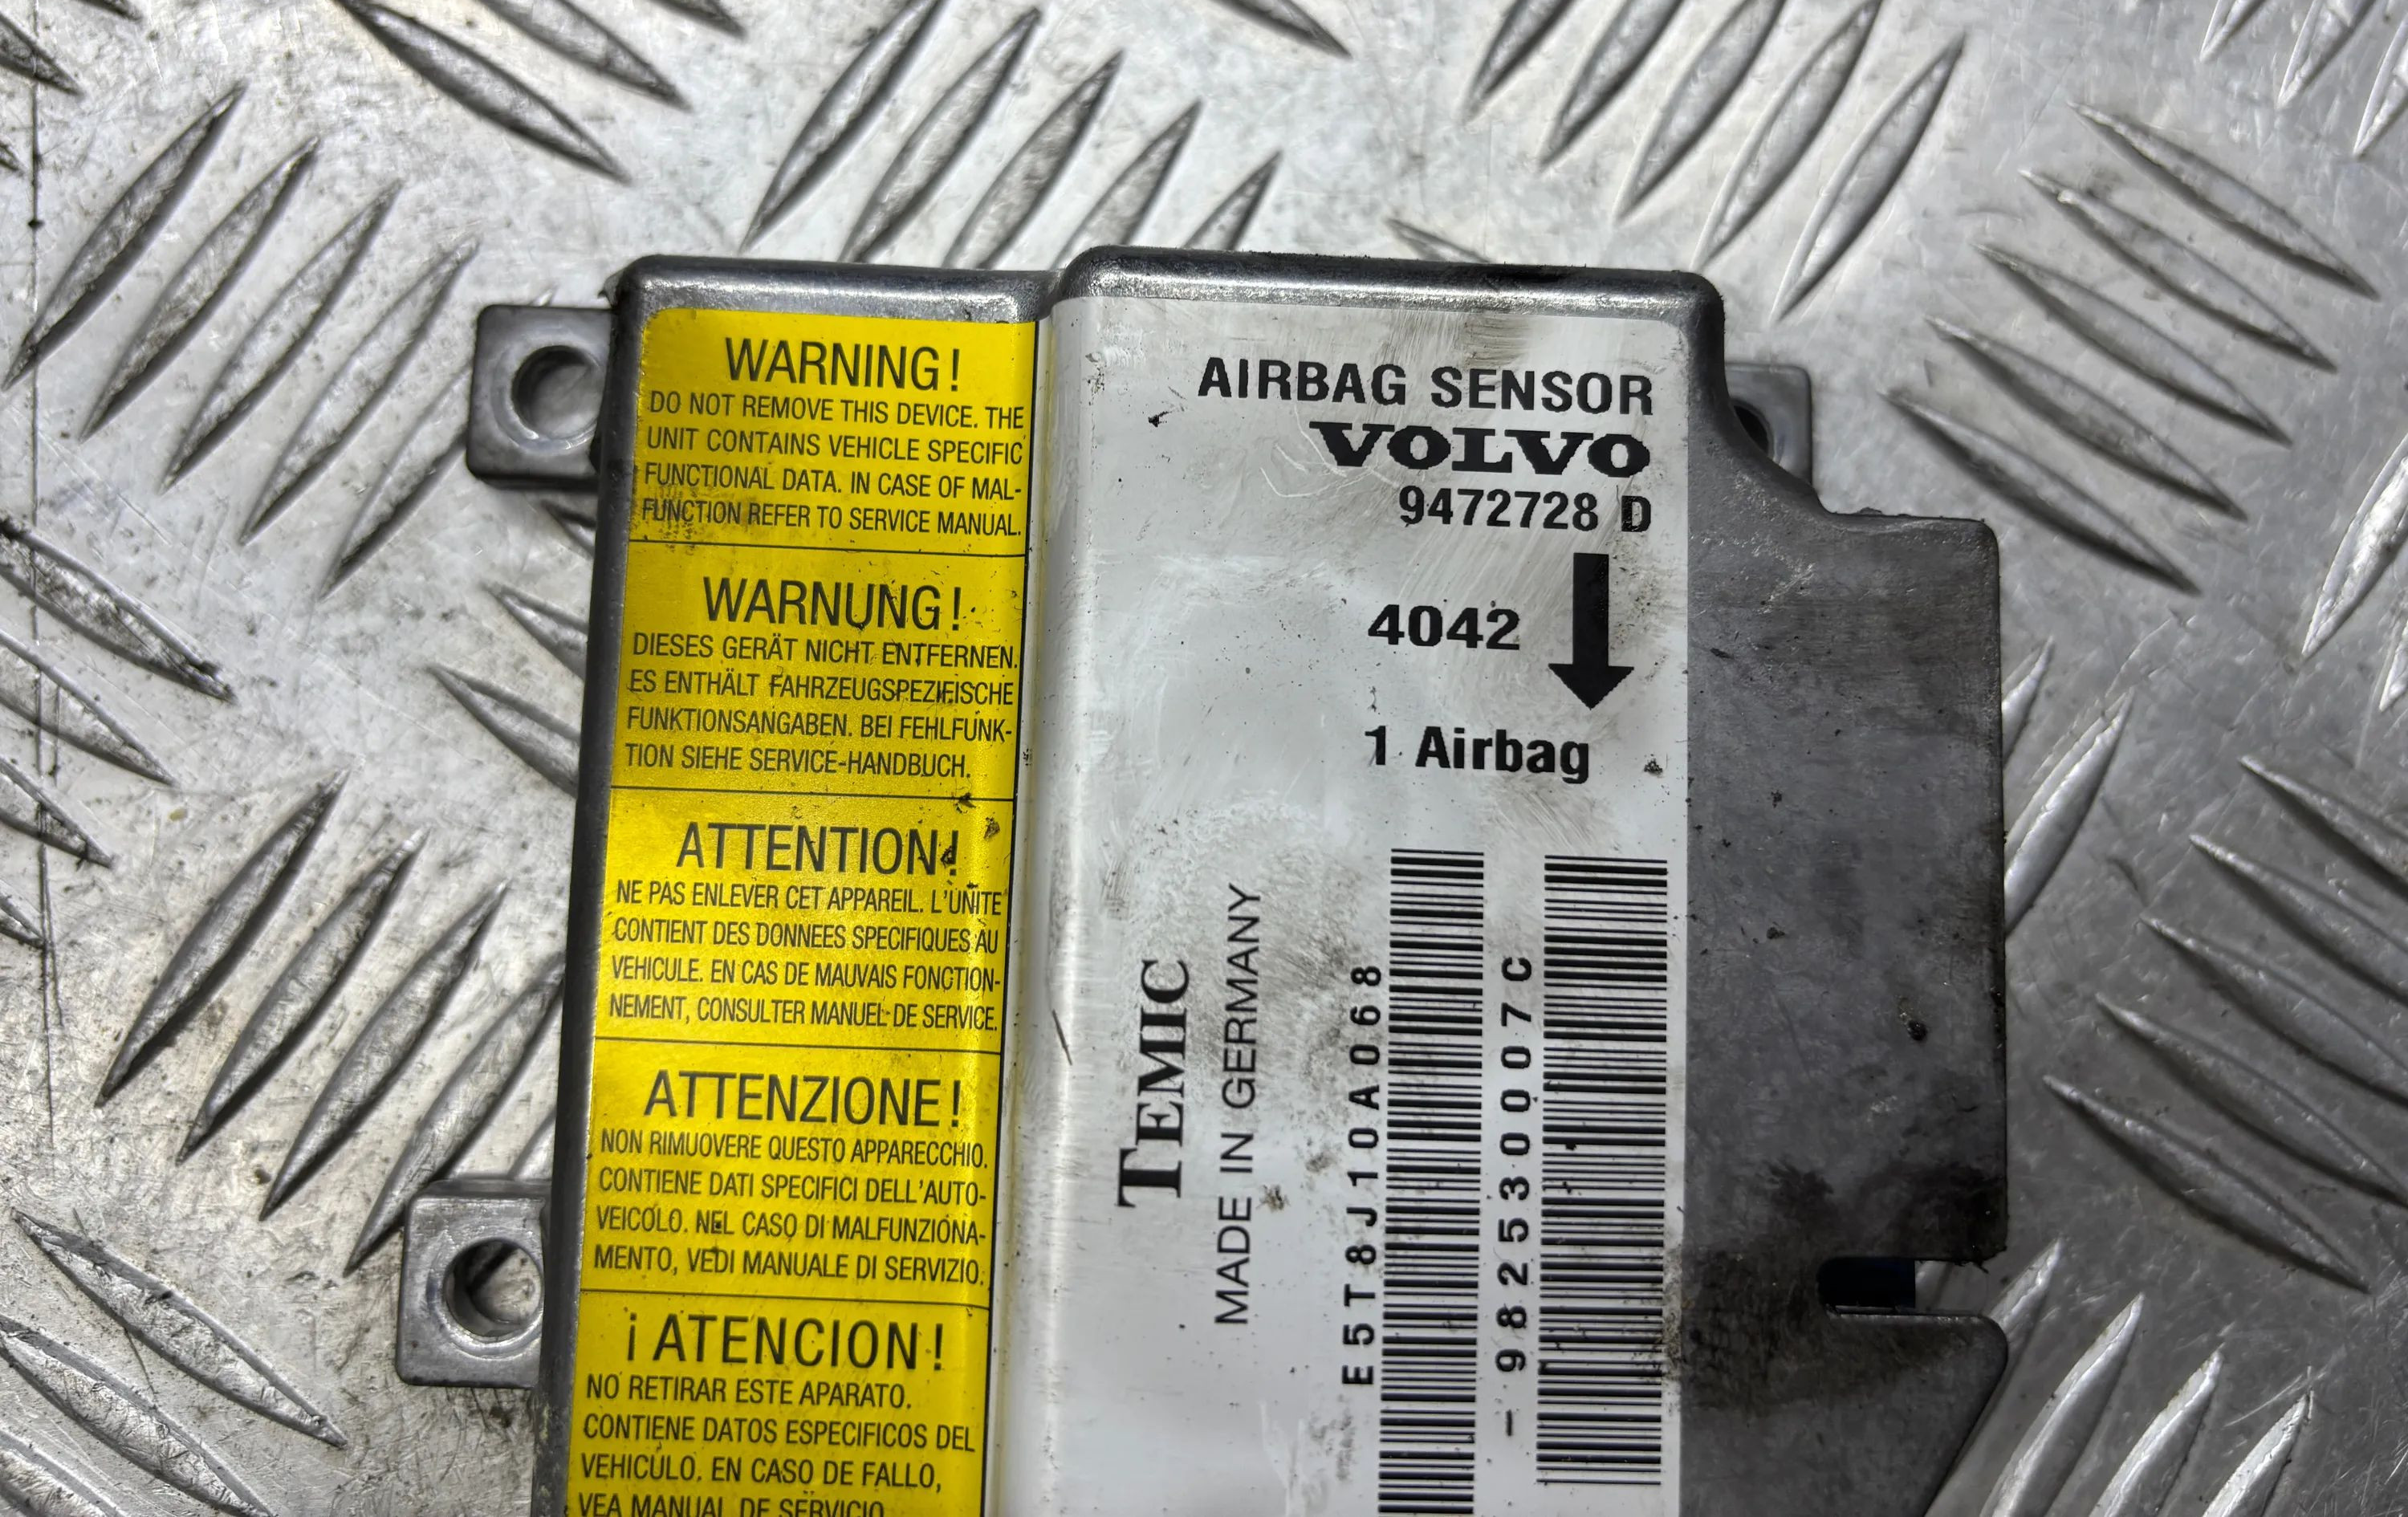 WARNING!
DO NOT REMOVE THIS DEVICE. THE
UNIT CONTAINS VEHICLE SPECIFIC
FUNCTIONAL DATA. IN CASE OF MAL-
FUNCTION REFER TO SERVICE MANUAL.
WARNUNG!
DIESES GERÄT NICHT ENTFERNEN.
ES ENTHÄLT FAHRZEUGSPEZIFISCHE
FUNKTIONSANGABEN. BEI FEHLFUNK-
TION SIEHE SERVICE-HANDBUCH.
ATTENTION!
NE PAS ENLEVER CET APPAREIL. L'UNITE
CONTIENT DES DONNEES SPECIFIQUES AU
VEHICULE. EN CAS DE MAUVAIS FONCTION-
NEMENT, CONSULTER MANUEL DE SERVICE.
ATTENZIONE!
NON RIMUOVERE QUESTO APPARECCHIO.
CONTIENE DATI SPECIFICI DELL'AUTO-
VEICOLO. NEL CASO DI MALFUNZIONA-
MENTO, VEDI MANUALE DI SERVIZIO.
¡ATENCION!
NO RETIRAR ESTE APARATO.
CONTIENE DATOS ESPECIFICOS DEL
VEHICULO. EN CASO DE FALLO,
VEA MANUAL DE SERVICIO
AIRBAG SENSOR
VOLVO
9472728 D
4042
1 Airbag
TEMIC
MADE IN GERMANY
E5T8J10A068
- 982530007C